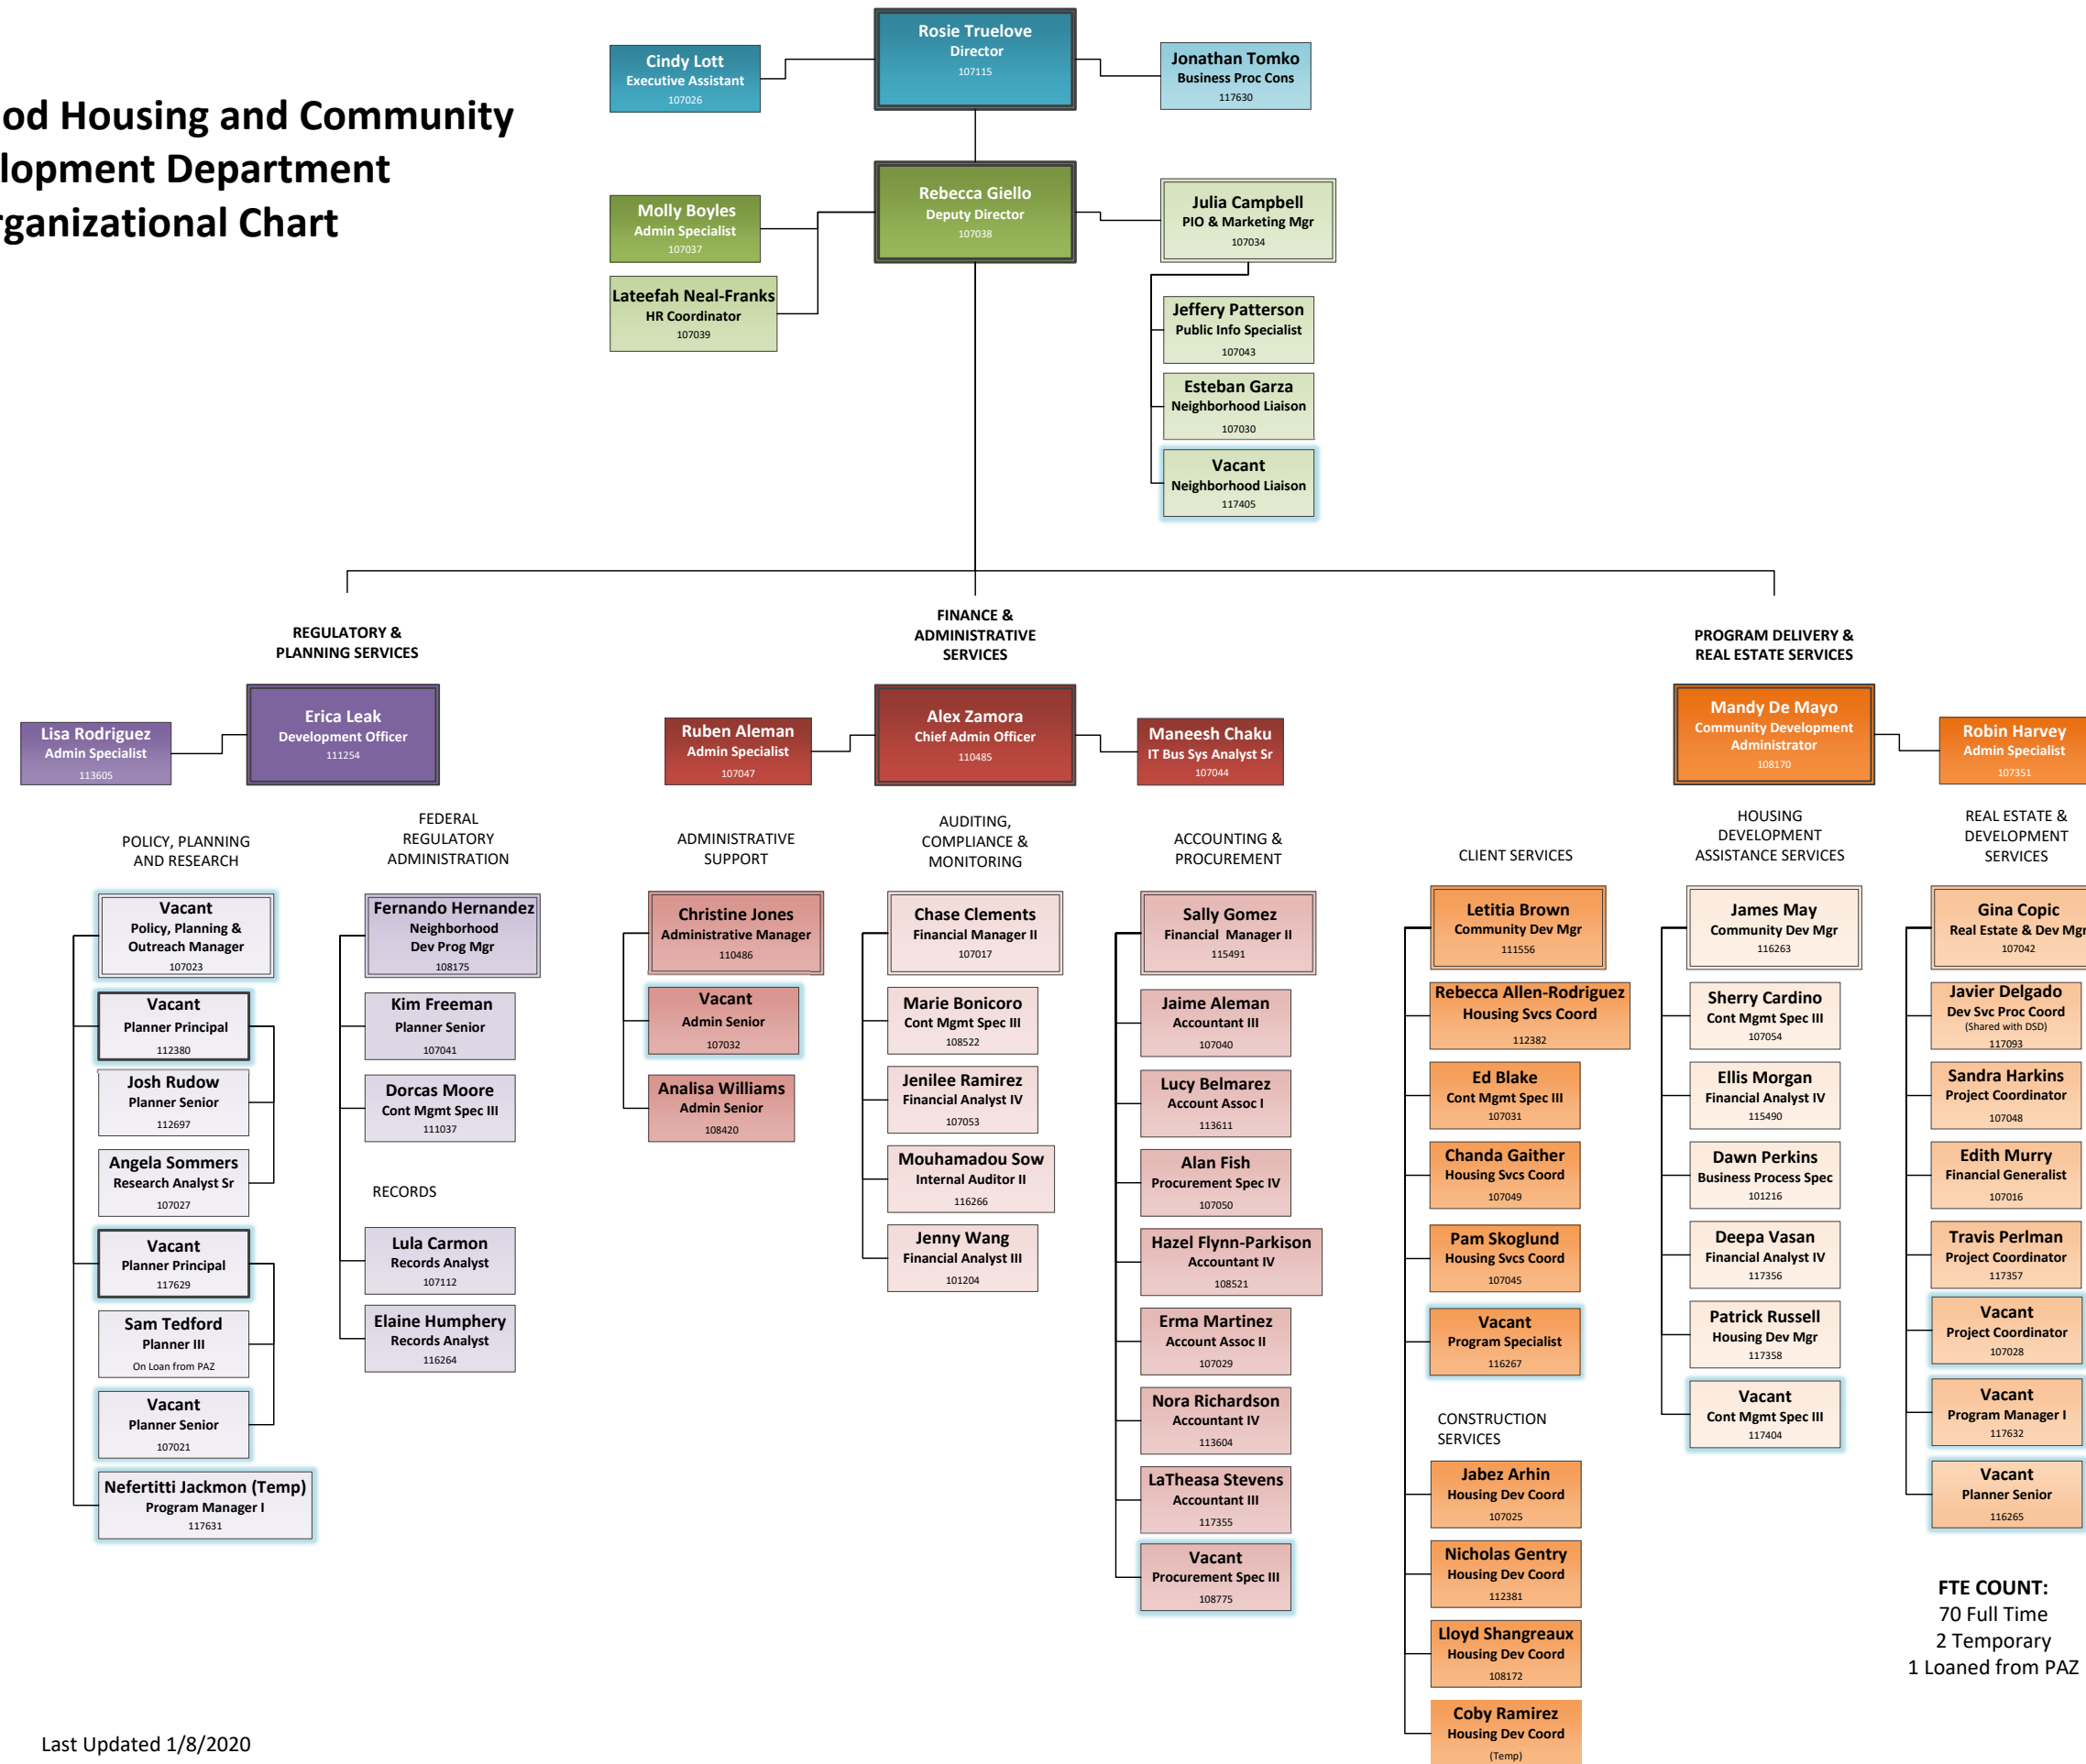 od Housing and Community
lopment Department
rganizational Chart
Rosie Truelove
Director
107115
Cindy Lott
Executive Assistant
107026
Jonathan Tomko
Business Proc Cons
117630
Rebecca Giello
Deputy Director
107038
Molly Boyles
Admin Specialist
107037
Lateefah Neal-Franks
HR Coordinator
107039
Julia Campbell
PIO & Marketing Mgr
107034
Jeffery Patterson
Public Info Specialist
107043
Esteban Garza
Neighborhood Liaison
107030
Vacant
Neighborhood Liaison
117405
REGULATORY &
PLANNING SERVICES
Erica Leak
Development Officer
111254
Lisa Rodriguez
Admin Specialist
113605
POLICY, PLANNING
AND RESEARCH
Vacant
Policy, Planning &
Outreach Manager
107023
Vacant
Planner Principal
112380
Josh Rudow
Planner Senior
112697
Angela Sommers
Research Analyst Sr
107027
Vacant
Planner Principal
117629
Sam Tedford
Planner III
On Loan from PAZ
Vacant
Planner Senior
107021
Nefertitti Jackmon (Temp)
Program Manager I
117631
FEDERAL
REGULATORY
ADMINISTRATION
Fernando Hernandez
Neighborhood
Dev Prog Mgr
108175
Kim Freeman
Planner Senior
107041
Dorcas Moore
Cont Mgmt Spec III
111037
RECORDS
Lula Carmon
Records Analyst
107112
Elaine Humphery
Records Analyst
116264
FINANCE &
ADMINISTRATIVE
SERVICES
Alex Zamora
Chief Admin Officer
110485
Ruben Aleman
Admin Specialist
107047
Maneesh Chaku
IT Bus Sys Analyst Sr
107044
ADMINISTRATIVE
SUPPORT
Christine Jones
Administrative Manager
110486
Vacant
Admin Senior
107032
Analisa Williams
Admin Senior
108420
AUDITING,
COMPLIANCE &
MONITORING
Chase Clements
Financial Manager II
107017
Marie Bonicoro
Cont Mgmt Spec III
108522
Jenilee Ramirez
Financial Analyst IV
107053
Mouhamadou Sow
Internal Auditor II
116266
Jenny Wang
Financial Analyst III
101204
ACCOUNTING &
PROCUREMENT
Sally Gomez
Financial Manager II
115491
Jaime Aleman
Accountant III
107040
Lucy Belmarez
Account Assoc I
113611
Alan Fish
Procurement Spec IV
107050
Hazel Flynn-Parkison
Accountant IV
108521
Erma Martinez
Account Assoc II
107029
Nora Richardson
Accountant IV
113604
LaTheasa Stevens
Accountant III
117355
Vacant
Procurement Spec III
108775
PROGRAM DELIVERY &
REAL ESTATE SERVICES
Mandy De Mayo
Community Development
Administrator
108170
Robin Harvey
Admin Specialist
107351
CLIENT SERVICES
Letitia Brown
Community Dev Mgr
111556
Rebecca Allen-Rodriguez
Housing Svcs Coord
112382
Ed Blake
Cont Mgmt Spec III
107031
Chanda Gaither
Housing Svcs Coord
107049
Pam Skoglund
Housing Svcs Coord
107045
Vacant
Program Specialist
116267
CONSTRUCTION
SERVICES
Jabez Arhin
Housing Dev Coord
107025
Nicholas Gentry
Housing Dev Coord
112381
Lloyd Shangreaux
Housing Dev Coord
108172
Coby Ramirez
Housing Dev Coord
(Temp)
HOUSING
DEVELOPMENT
ASSISTANCE SERVICES
James May
Community Dev Mgr
116263
Sherry Cardino
Cont Mgmt Spec III
107054
Ellis Morgan
Financial Analyst IV
115490
Dawn Perkins
Business Process Spec
101216
Deepa Vasan
Financial Analyst IV
117356
Patrick Russell
Housing Dev Mgr
117358
Vacant
Cont Mgmt Spec III
117404
REAL ESTATE &
DEVELOPMENT
SERVICES
Gina Copic
Real Estate & Dev Mgr
107042
Javier Delgado
Dev Svc Proc Coord
(Shared with DSD)
117093
Sandra Harkins
Project Coordinator
107048
Edith Murry
Financial Generalist
107016
Travis Perlman
Project Coordinator
117357
Vacant
Project Coordinator
107028
Vacant
Program Manager I
117632
Vacant
Planner Senior
116265
FTE COUNT:
70 Full Time
2 Temporary
1 Loaned from PAZ
Last Updated 1/8/2020